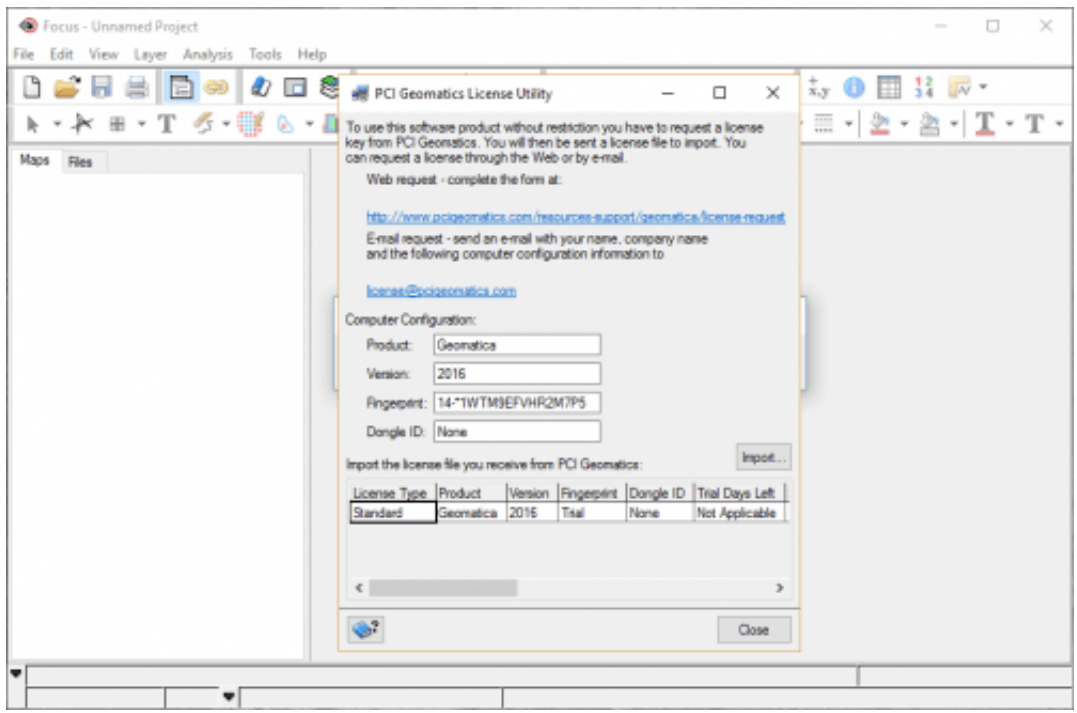 Focus - Unnamed Project
File Edit View Layer Analysis Tools Help
PCI Geomatics License Utility
Maps Files
To use this software product without restriction you have to request a license
key from PCI Geomatics. You will then be sent a license file to import. You
can request a license through the Web or by e-mail.
Web request - complete the form at:
http://www.pcigeomatics.com/resources-support/geomatica/license-request
E-mail request - send an e-mail with your name, company name
and the following computer configuration information to
license@pcigeomatics.com
Computer Configuration:
Product: Geomatica
Version: 2016
Fingerprint: 14-*1WTM9EFVHR2M7P5
Dongle ID: None
Import...
Import the license file you receive from PCI Geomatics:
License Type Product Version Fingerprint Dongle ID Trial Days Left
Standard Geomatica 2016 Trial None Not Applicable
Close